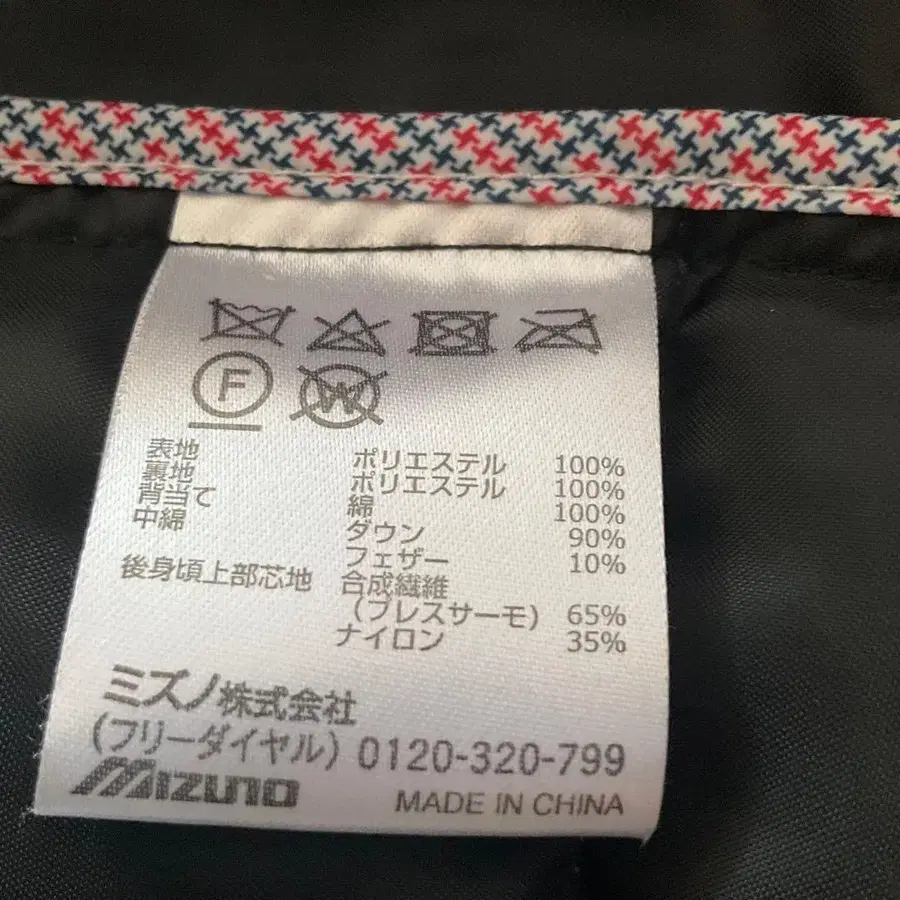 F W
表地 ポリエステル 100%
裏地 ポリエステル 100%
背当て 綿 100%
中綿 ダウン 90%
フェザー 10%
後身頃上部芯地 合成繊維
(ブレスサーモ) 65%
ナイロン 35%
ミズノ株式会社
(フリーダイヤル) 0120-320-799
MIZUNO MADE IN CHINA